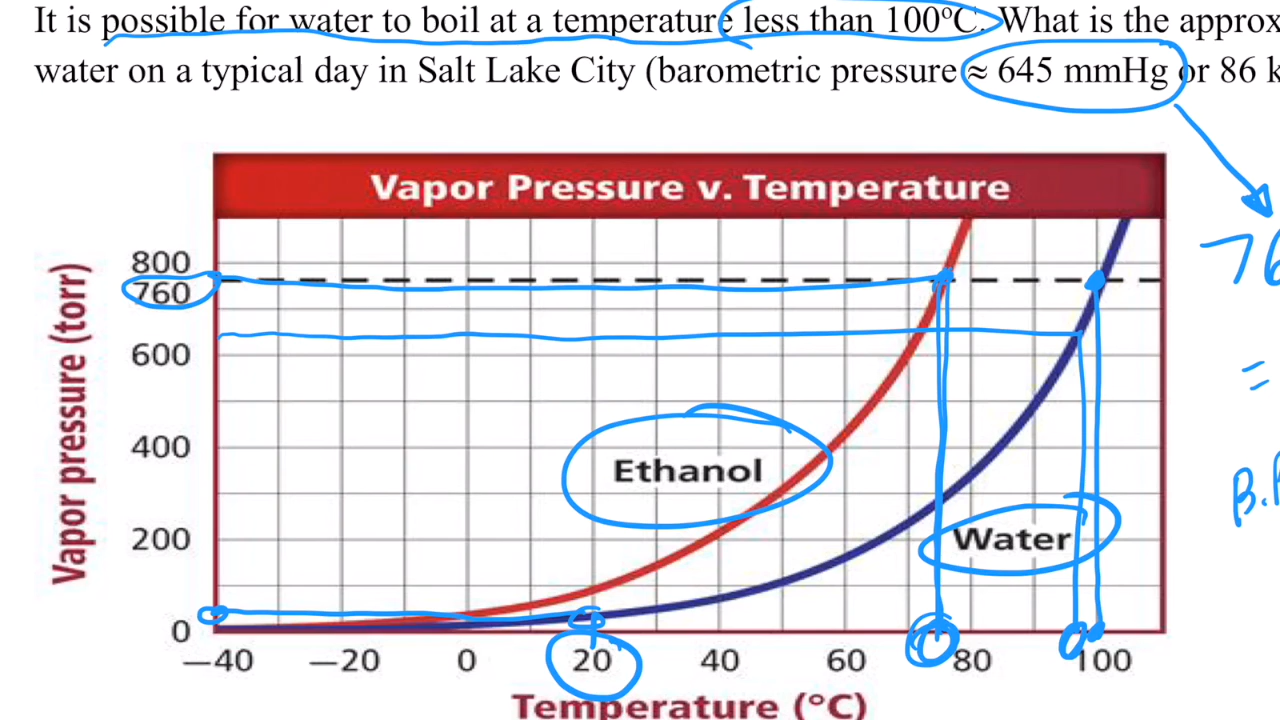 It is possible for water to boil at a temperature less than 100°C. What is the
water on a typical day in Salt Lake City (barometric pressure ≈ 645 mmHg or 86
Vapor Pressure v. Temperature
Vapor pressure (torr)
800
760
600
400
200
0
Ethanol
Water
76
=
B.P
−40 −20 0 20 40 60 80 100
Temperature (°C)